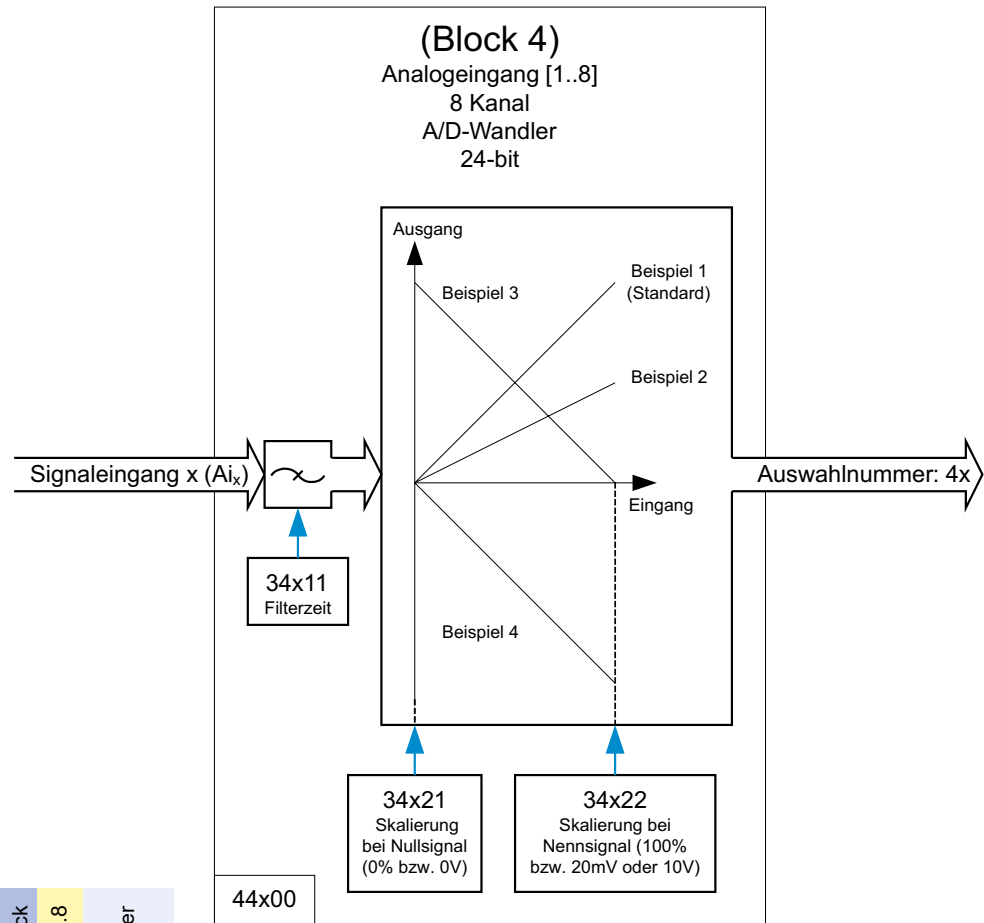 (Block 4)
Analogeingang [1..8]
8 Kanal
A/D-Wandler
24-bit
Ausgang
Beispiel 3
Beispiel 1
(Standard)
Beispiel 2
Signaleingang x (Aix)
Auswahlnummer: 4x
Eingang
34x11
Filterzeit
Beispiel 4
34x21
Skalierung
bei Nullsignal
(0% bzw. 0V)
34x22
Skalierung bei
Nennsignal (100%
bzw. 20mV oder 10V)
44x00